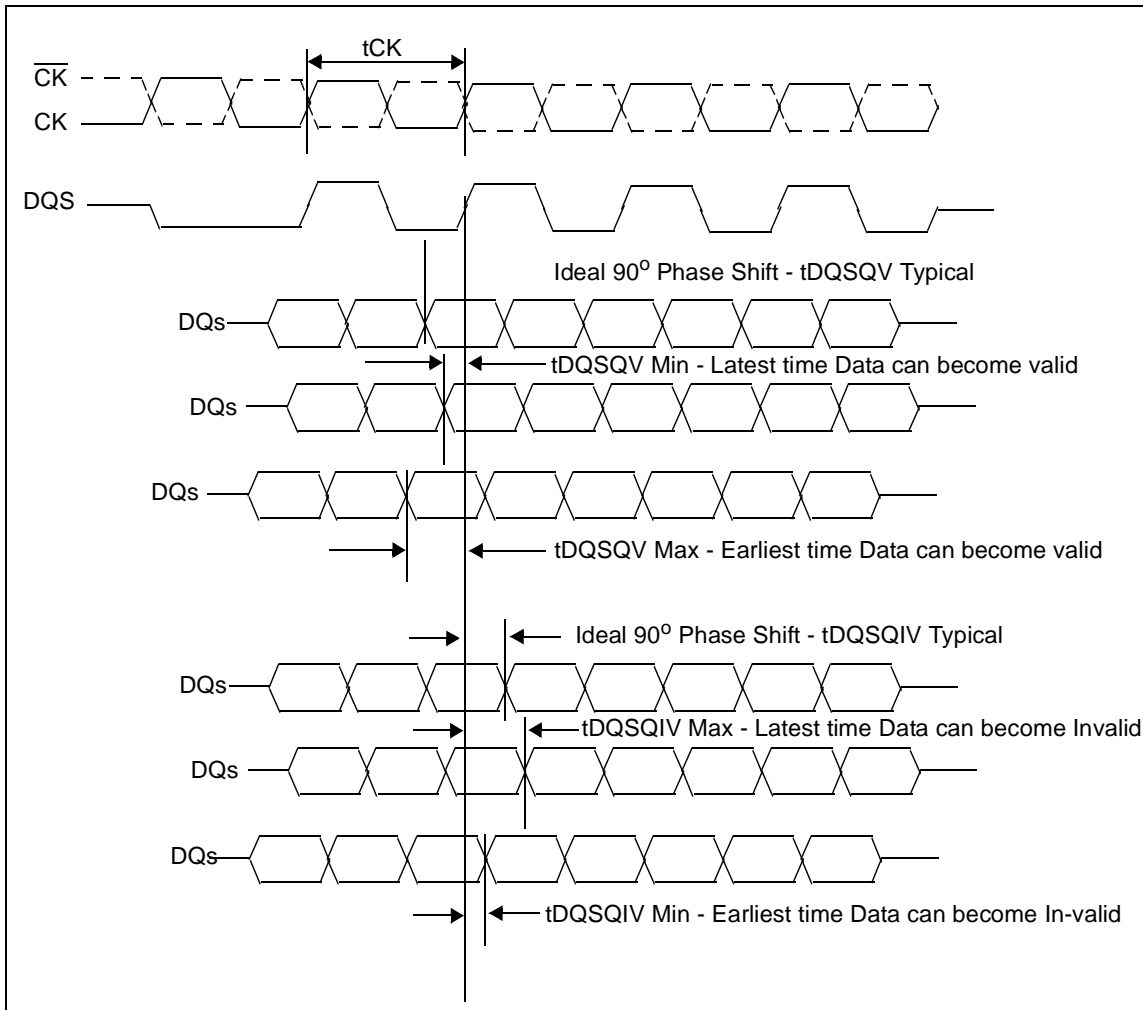 tCK
C̅K̅
CK
DQS
Ideal 90° Phase Shift - tDQSQV Typical
DQs
tDQSQV Min - Latest time Data can become valid
DQs
DQs
tDQSQV Max - Earliest time Data can become valid
Ideal 90° Phase Shift - tDQSQIV Typical
DQs
tDQSQIV Max - Latest time Data can become Invalid
DQs
DQs
tDQSQIV Min - Earliest time Data can become In-valid